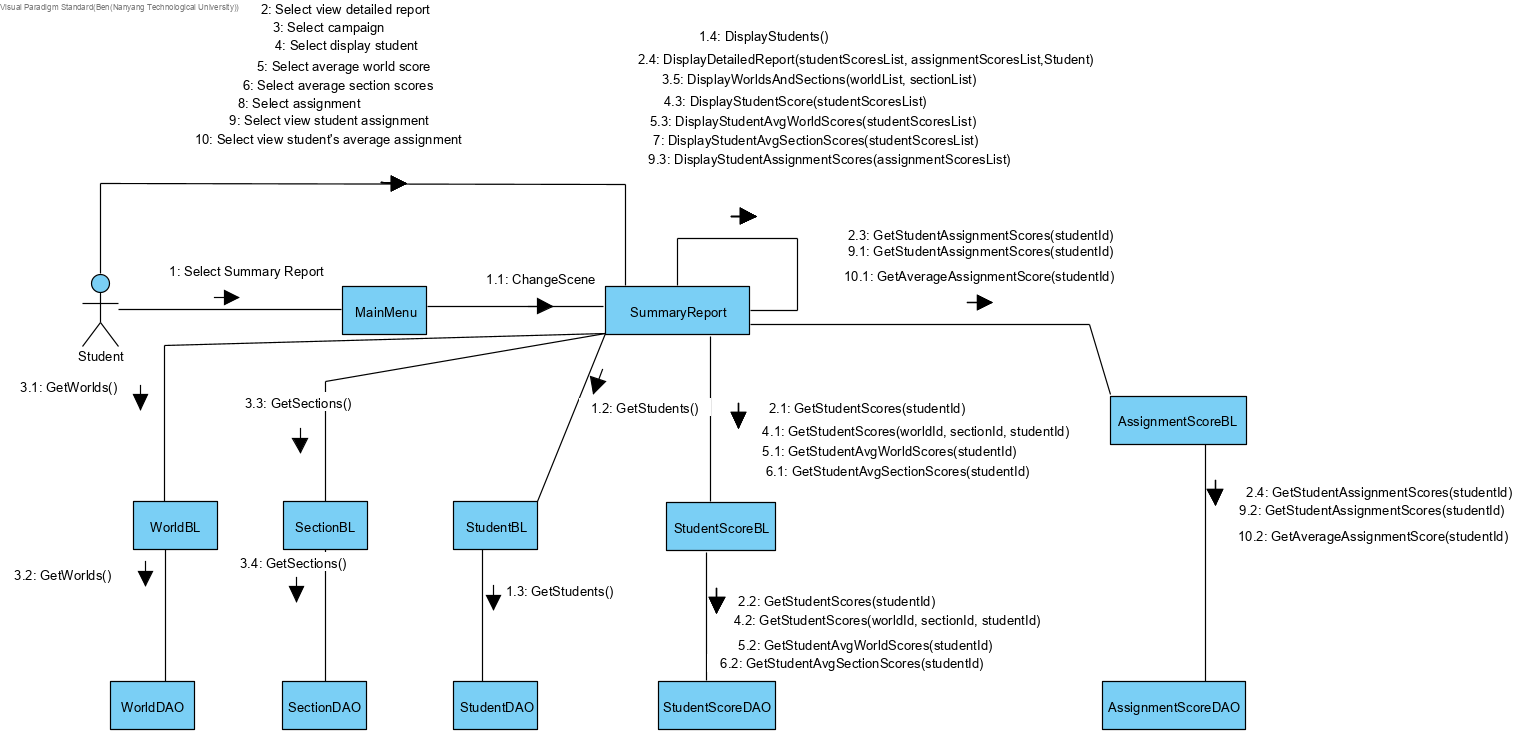 Visual Paradigm Standard(Ben(Nanyang Technological University))
2: Select view detailed report
3: Select campaign
4: Select display student
5: Select average world score
6: Select average section scores
8: Select assignment
9: Select view student assignment
10: Select view student's average assignment
1.4: DisplayStudents()
2.4: DisplayDetailedReport(studentScoresList, assignmentScoresList,Student)
3.5: DisplayWorldsAndSections(worldList, sectionList)
4.3: DisplayStudentScore(studentScoresList)
5.3: DisplayStudentAvgWorldScores(studentScoresList)
7: DisplayStudentAvgSectionScores(studentScoresList)
9.3: DisplayStudentAssignmentScores(assignmentScoresList)
2.3: GetStudentAssignmentScores(studentId)
9.1: GetStudentAssignmentScores(studentId)
10.1: GetAverageAssignmentScore(studentId)
1: Select Summary Report
1.1: ChangeScene
MainMenu
SummaryReport
Student
3.1: GetWorlds()
3.3: GetSections()
1.2: GetStudents()
2.1: GetStudentScores(studentId)
4.1: GetStudentScores(worldId, sectionId, studentId)
5.1: GetStudentAvgWorldScores(studentId)
6.1: GetStudentAvgSectionScores(studentId)
AssignmentScoreBL
2.4: GetStudentAssignmentScores(studentId)
9.2: GetStudentAssignmentScores(studentId)
10.2: GetAverageAssignmentScore(studentId)
WorldBL
SectionBL
StudentBL
StudentScoreBL
3.2: GetWorlds()
3.4: GetSections()
1.3: GetStudents()
2.2: GetStudentScores(studentId)
4.2: GetStudentScores(worldId, sectionId, studentId)
5.2: GetStudentAvgWorldScores(studentId)
6.2: GetStudentAvgSectionScores(studentId)
WorldDAO
SectionDAO
StudentDAO
StudentScoreDAO
AssignmentScoreDAO